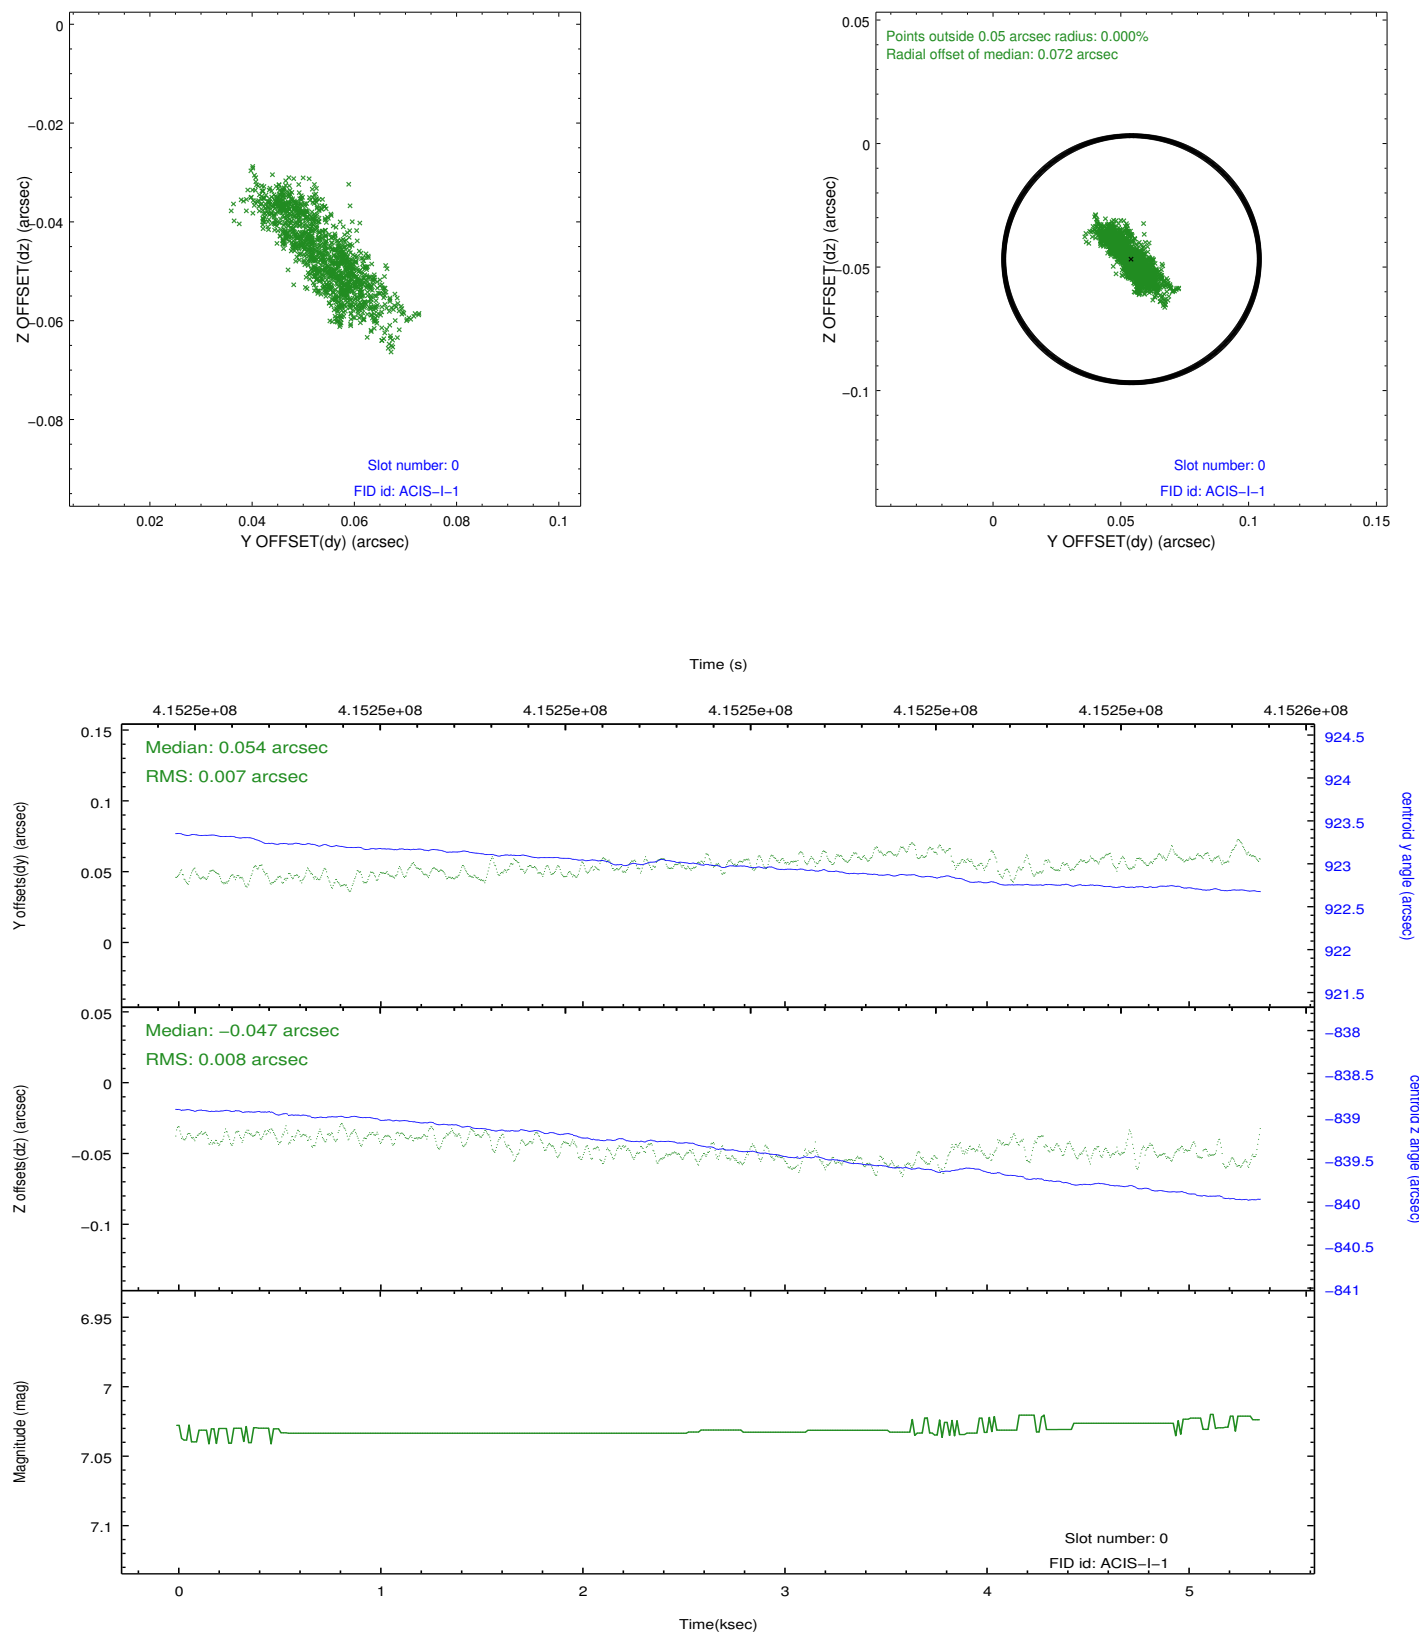 0
−0.02
−0.04
−0.06
−0.08
Z OFFSET(dz) (arcsec)
Slot number: 0
FID id: ACIS−I−1
0.02
0.04
0.06
0.08
0.1
Y OFFSET(dy) (arcsec)
0.05
0
−0.05
−0.1
Z OFFSET(dz) (arcsec)
Points outside 0.05 arcsec radius: 0.000%
Radial offset of median: 0.072 arcsec
Slot number: 0
FID id: ACIS−I−1
0
0.05
0.1
0.15
Y OFFSET(dy) (arcsec)
Time (s)
4.1525e+08
4.1525e+08
4.1525e+08
4.1525e+08
4.1525e+08
4.1525e+08
4.1526e+08
0.15
0.1
0.05
0
Y offsets(dy) (arcsec)
Median: 0.054 arcsec
RMS: 0.007 arcsec
924.5
924
923.5
923
922.5
922
921.5
centroid y angle (arcsec)
0.05
0
−0.05
−0.1
Z offsets(dz) (arcsec)
Median: −0.047 arcsec
RMS: 0.008 arcsec
−838
−838.5
−839
−839.5
−840
−840.5
−841
centroid z angle (arcsec)
6.95
7
7.05
7.1
Magnitude (mag)
Slot number: 0
FID id: ACIS−I−1
0
1
2
3
4
5
Time(ksec)